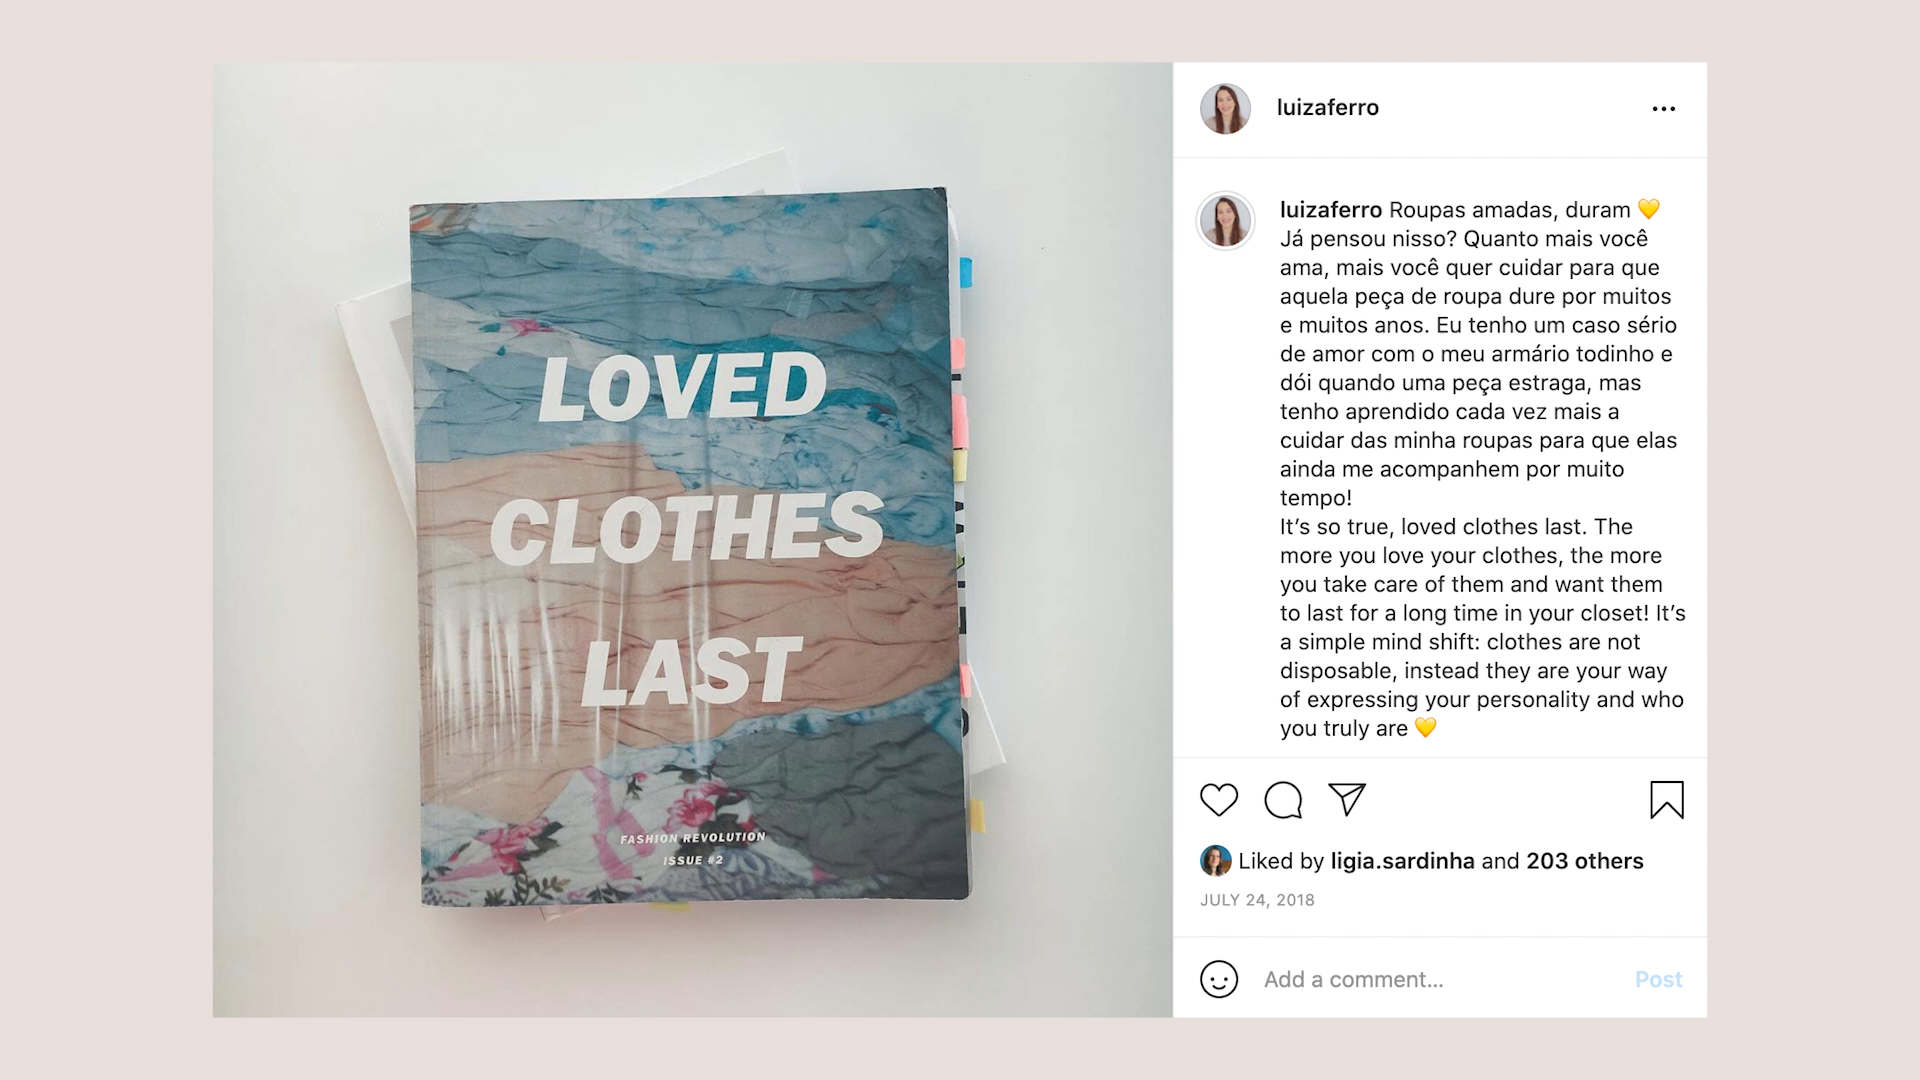 LOVED
CLOTHES
LAST
FASHION REVOLUTION
ISSUE #2
luizaferro
luizaferro Roupas amadas, duram 💛
Já pensou nisso? Quanto mais você
ama, mais você quer cuidar para que
aquela peça de roupa dure por muitos
e muitos anos. Eu tenho um caso sério
de amor com o meu armário todinho e
dói quando uma peça estraga, mas
tenho aprendido cada vez mais a
cuidar das minha roupas para que elas
ainda me acompanhem por muito
tempo!
It’s so true, loved clothes last. The
more you love your clothes, the more
you take care of them and want them
to last for a long time in your closet! It’s
a simple mind shift: clothes are not
disposable, instead they are your way
of expressing your personality and who
you truly are 💛
Liked by ligia.sardinha and 203 others
JULY 24, 2018
Add a comment...
Post